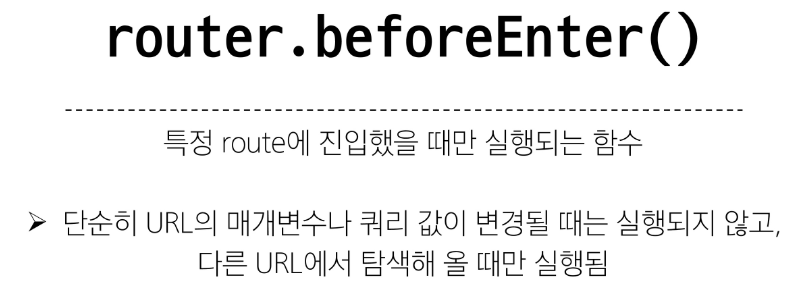 router.beforeEnter()
특정 route에 진입했을 때만 실행되는 함수
➢ 단순히 URL의 매개변수나 쿼리 값이 변경될 때는 실행되지 않고,
다른 URL에서 탐색해 올 때만 실행됨